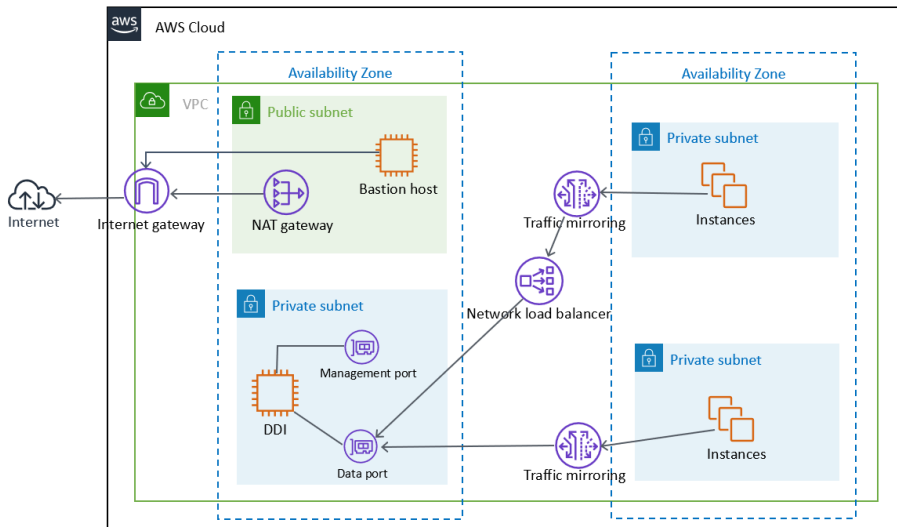 aws
AWS Cloud
Availability Zone
Availability Zone
VPC
Public subnet
Private subnet
Bastion host
Instances
Internet
Internet gateway
NAT gateway
Traffic mirroring
Network load balancer
Private subnet
Management port
DDI
Data port
Private subnet
Instances
Traffic mirroring